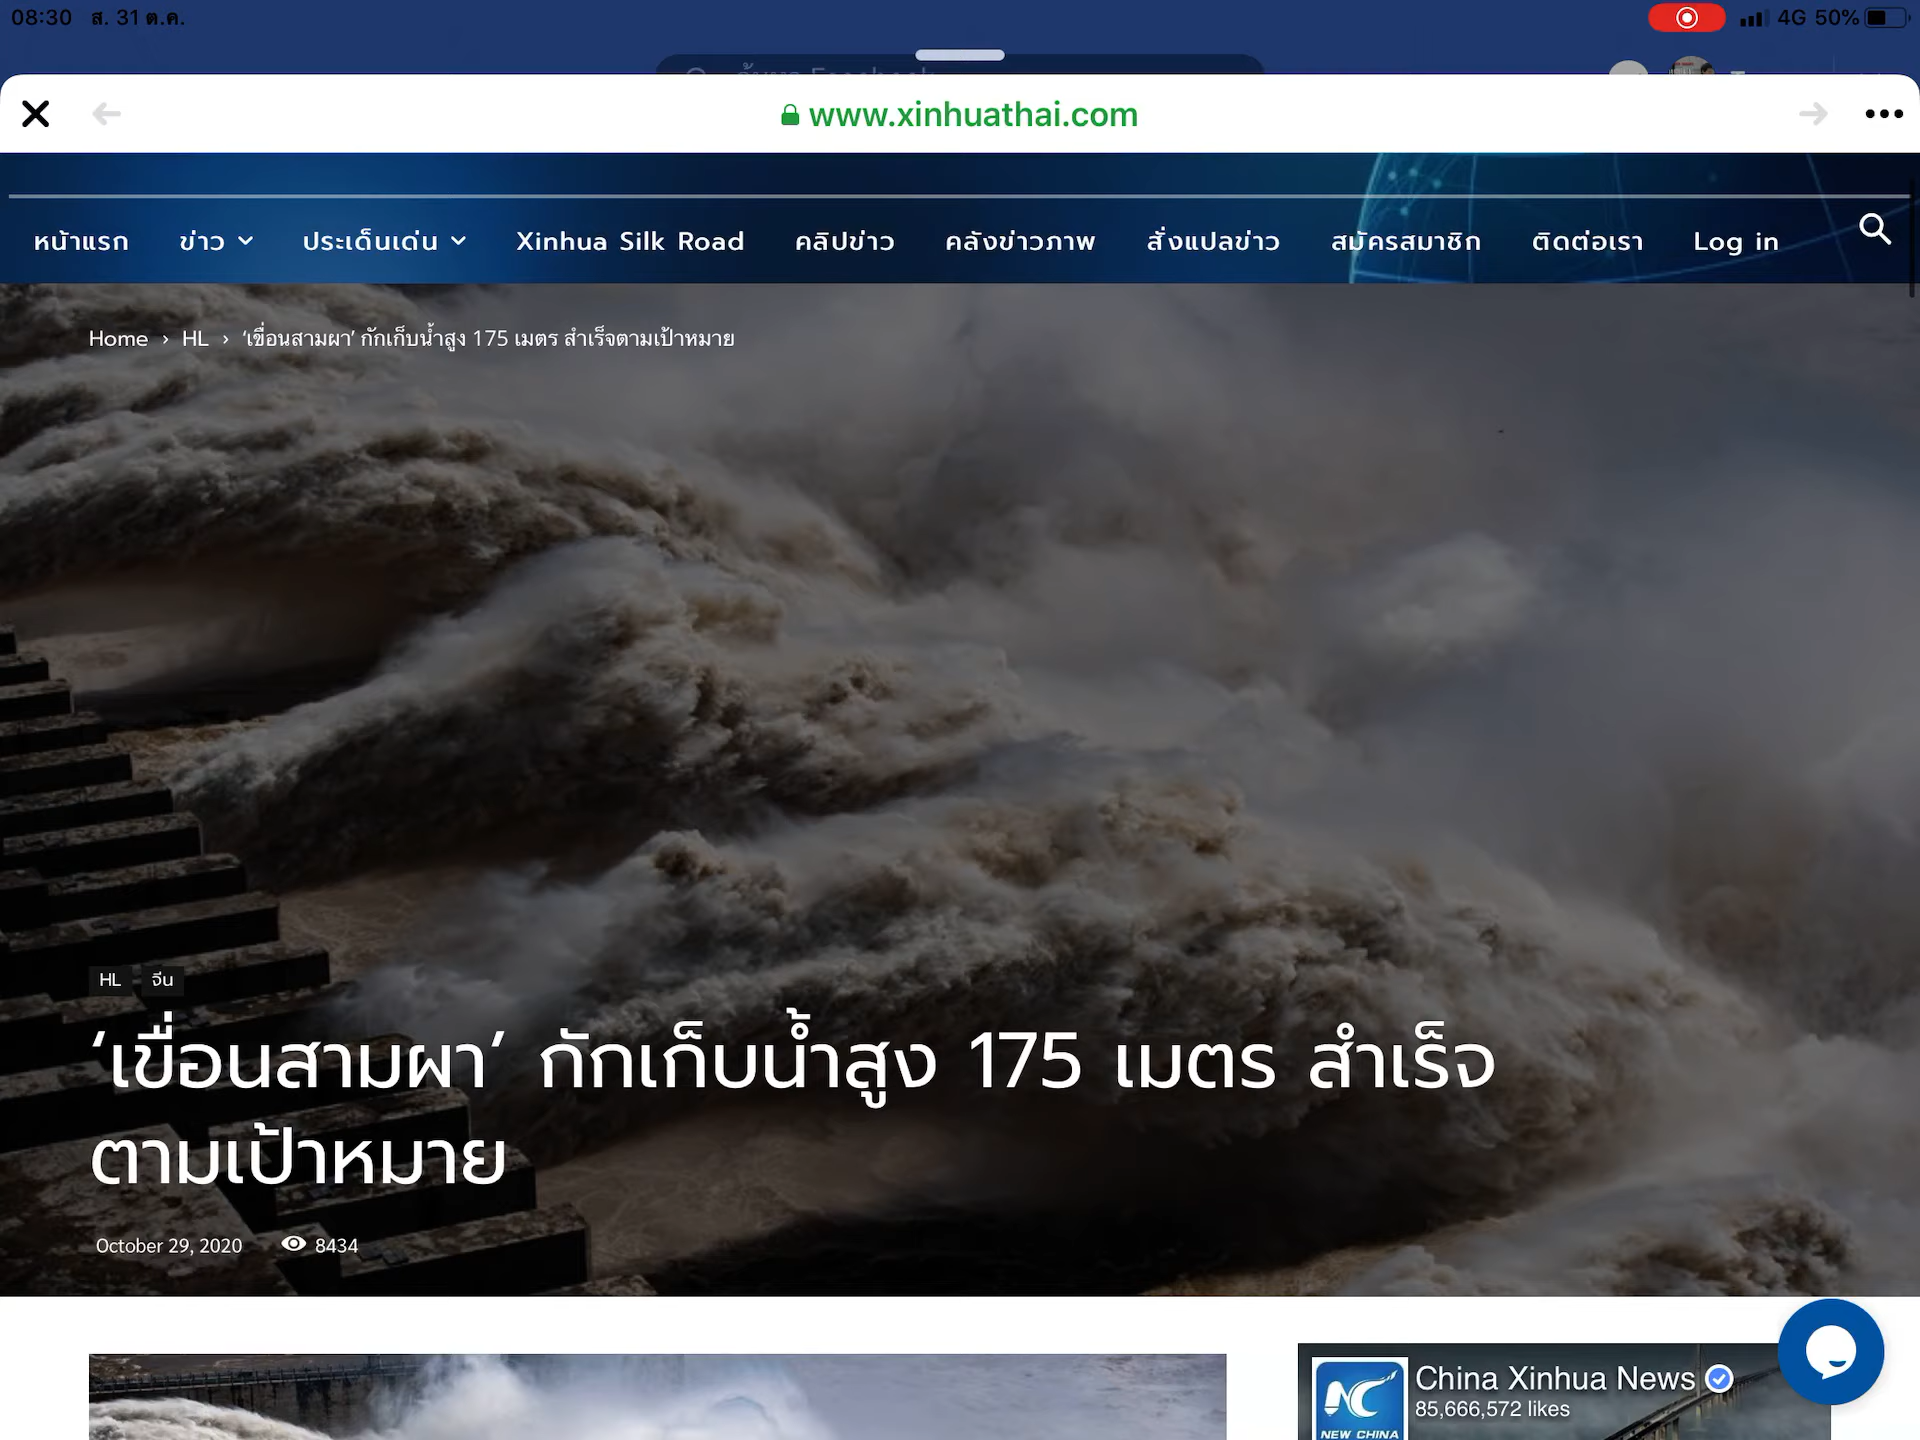 08:30 ส. 31 ต.ค.
4G 50%
www.xinhuathai.com
หน้าแรก ข่าว ประเด็นเด่น Xinhua Silk Road คลิปข่าว คลังข่าวภาพ สั่งแปลข่าว สมัครสมาชิก ติดต่อเรา Log in
Home › HL › ‘เขื่อนสามผา’ กักเก็บน้ำสูง 175 เมตร สำเร็จตามเป้าหมาย
HL จีน
‘เขื่อนสามผา’ กักเก็บน้ำสูง 175 เมตร สำเร็จ
ตามเป้าหมาย
October 29, 2020 8434
China Xinhua News
85,666,572 likes
NEW CHINA